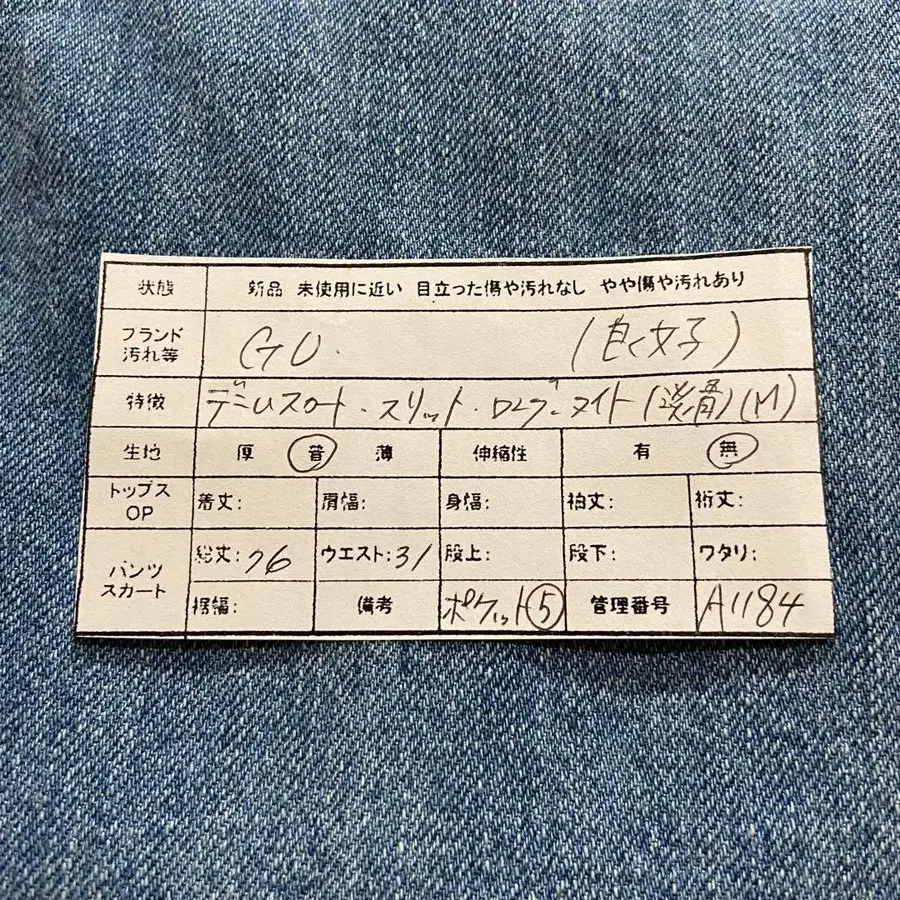 状態 新品 未使用に近い 目立った傷や汚れなし やや傷や汚れあり
ブランド 汚れ等 GU. (良く女子)
特徴 デニムスカート・スリット・ロング・タイト(淡青)(M)
生地 厚 普 薄 伸縮性 有 無
トップス OP 着丈: 肩幅: 身幅: 袖丈: 裄丈:
パンツ スカート 総丈: 76 ウエスト: 31 股上: 股下: ワタリ:
裾幅: 備考 ポケット⑤ 管理番号 A1184